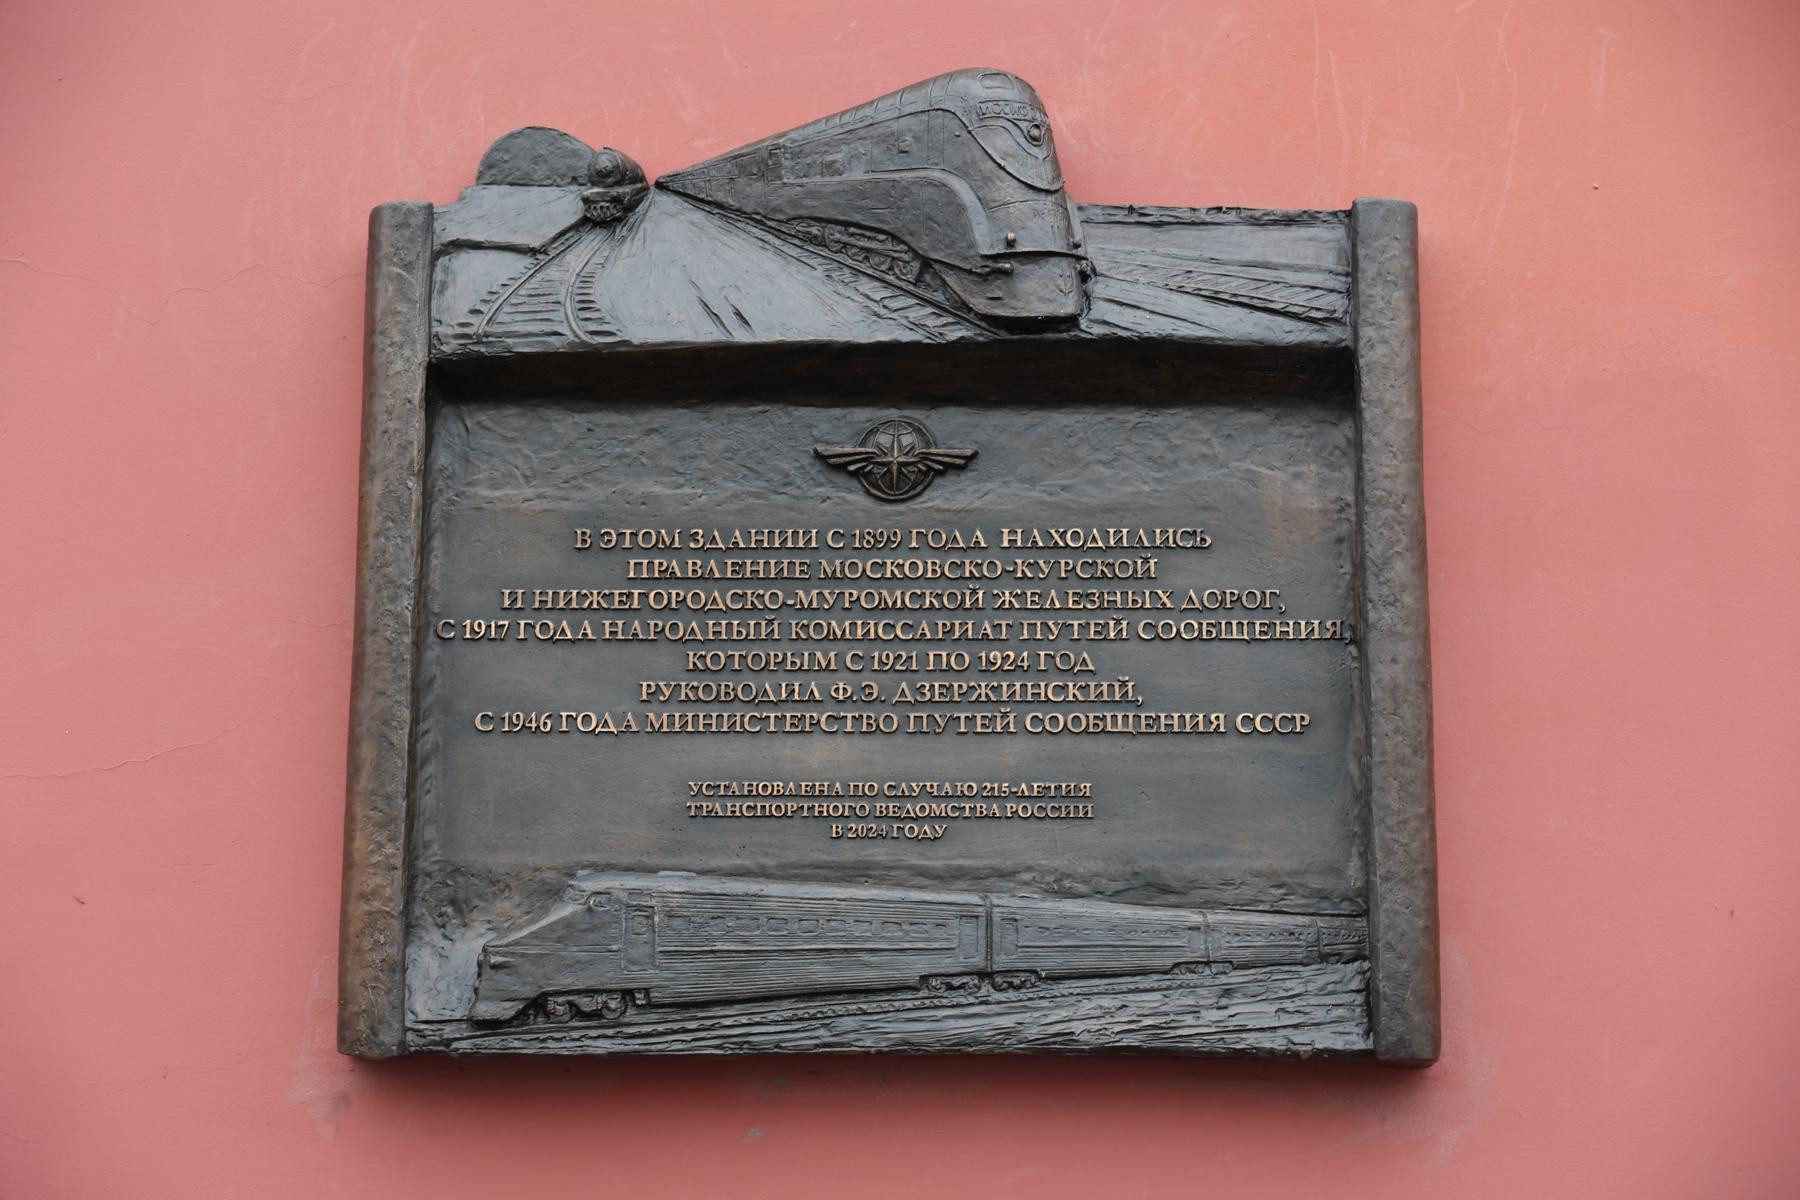 В ЭТОМ ЗДАНИИ С 1899 ГОДА НАХОДИЛИСЬ
ПРАВЛЕНИЕ МОСКОВСКО-КУРСКОЙ
И НИЖЕГОРОДСКО-МУРОМСКОЙ ЖЕЛЕЗНЫХ ДОРОГ,
С 1917 ГОДА НАРОДНЫЙ КОМИССАРИАТ ПУТЕЙ СООБЩЕНИЯ,
КОТОРЫМ С 1921 ПО 1924 ГОД
РУКОВОДИЛ Ф.Э. ДЗЕРЖИНСКИЙ,
С 1946 ГОДА МИНИСТЕРСТВО ПУТЕЙ СООБЩЕНИЯ СССР
УСТАНОВЛЕНА ПО СЛУЧАЮ 215-ЛЕТИЯ
ТРАНСПОРТНОГО ВЕДОМСТВА РОССИИ
В 2024 ГОДУ